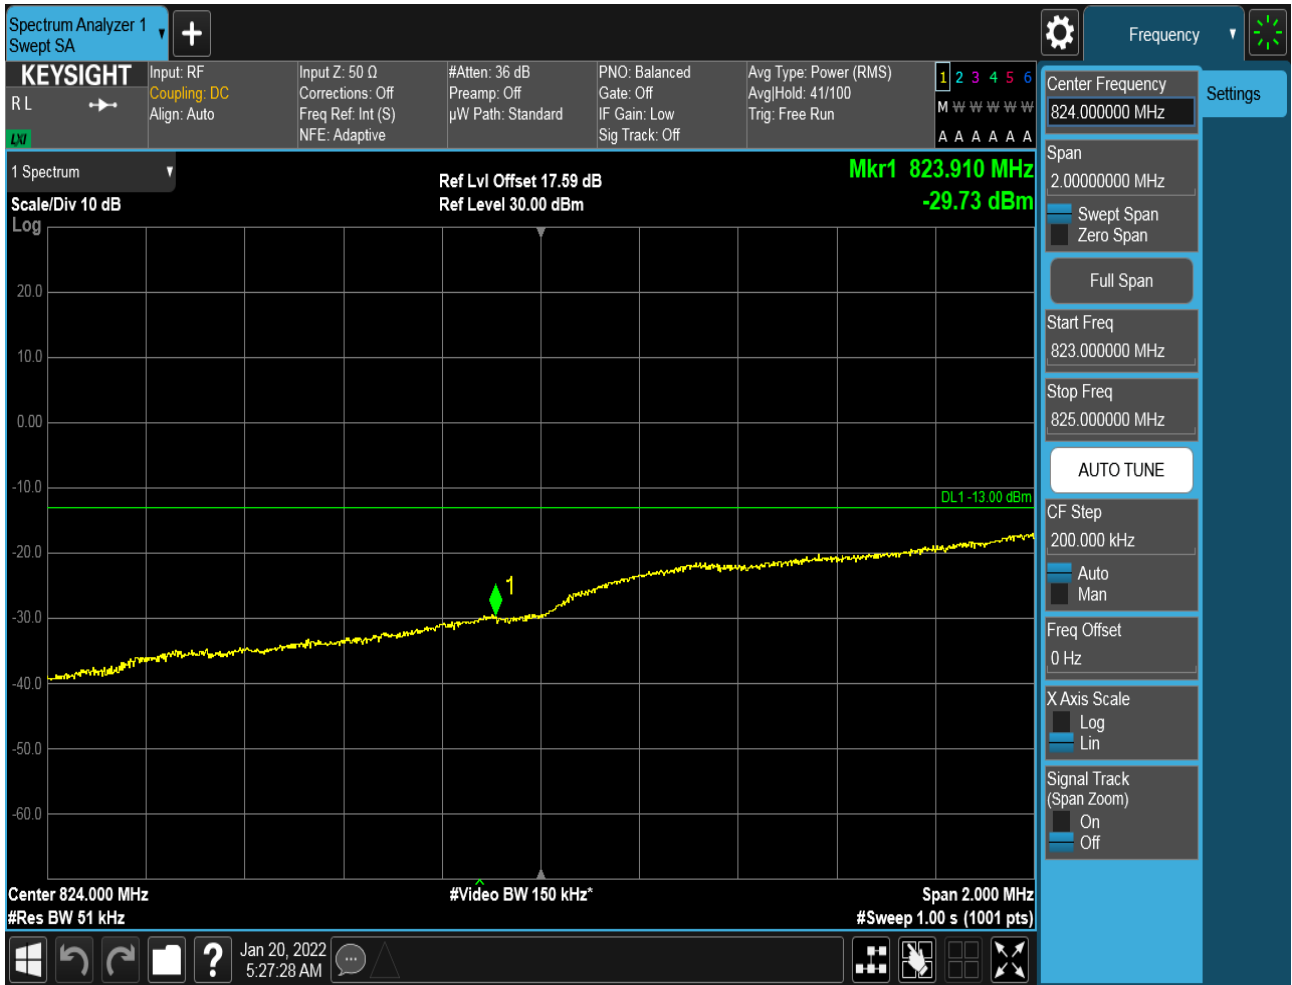 Spectrum Analyzer 1
Swept SA
Frequency
KEYSIGHT
R L
LXI
Input: RF
Coupling: DC
Align: Auto
Input Z: 50 Ω
Corrections: Off
Freq Ref: Int (S)
NFE: Adaptive
#Atten: 36 dB
Preamp: Off
µW Path: Standard
PNO: Balanced
Gate: Off
IF Gain: Low
Sig Track: Off
Avg Type: Power (RMS)
Avg|Hold: 41/100
Trig: Free Run
1 2 3 4 5 6
M W W W W W
A A A A A A
1 Spectrum
Scale/Div 10 dB
Log
Ref Lvl Offset 17.59 dB
Ref Level 30.00 dBm
Mkr1 823.910 MHz
-29.73 dBm
20.0
10.0
0.00
-10.0
DL1 -13.00 dBm
-20.0
1
-30.0
-40.0
-50.0
-60.0
Center 824.000 MHz
#Video BW 150 kHz*
Span 2.000 MHz
#Res BW 51 kHz
#Sweep 1.00 s (1001 pts)
?
Jan 20, 2022
5:27:28 AM
Center Frequency
824.000000 MHz
Settings
Span
2.00000000 MHz
Swept Span
Zero Span
Full Span
Start Freq
823.000000 MHz
Stop Freq
825.000000 MHz
AUTO TUNE
CF Step
200.000 kHz
Auto
Man
Freq Offset
0 Hz
X Axis Scale
Log
Lin
Signal Track
(Span Zoom)
On
Off